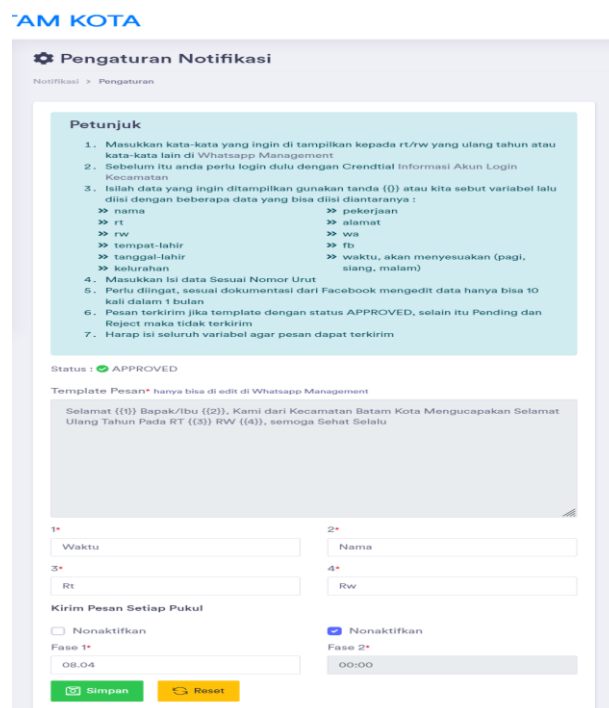 TAM KOTA
Pengaturan Notifikasi
Notifikasi > Pengaturan
Petunjuk
1. Masukkan kata-kata yang ingin di tampilkan kepada rt/rw yang ulang tahun atau
kata-kata lain di Whatsapp Management
2. Sebelum itu anda perlu login dulu dengan Crendtial Informasi Akun Login
Kecamatan
3. Isilah data yang ingin ditampilkan gunakan tanda {{}} atau kita sebut variabel lalu
diisi dengan beberapa data yang bisa diisi diantaranya :
» nama
» rt
» rw
» tempat-lahir
» tanggal-lahir
» kelurahan
» pekerjaan
» alamat
» wa
» fb
» waktu, akan menyesuakan (pagi,
siang, malam)
4. Masukkan Isi data Sesuai Nomor Urut
5. Perlu diingat, sesuai dokumentasi dari Facebook mengedit data hanya bisa 10
kali dalam 1 bulan
6. Pesan terkirim jika template dengan status APPROVED, selain itu Pending dan
Reject maka tidak terkirim
7. Harap isi seluruh variabel agar pesan dapat terkirim
Status : APPROVED
Template Pesan* hanya bisa di edit di Whatsapp Management
Selamat {{1}} Bapak/Ibu {{2}}, Kami dari Kecamatan Batam Kota Mengucapakan Selamat
Ulang Tahun Pada RT {{3}} RW {{4}}, semoga Sehat Selalu
1* 2*
Waktu Nama
3* 4*
Rt Rw
Kirim Pesan Setiap Pukul
Nonaktifkan Nonaktifkan
Fase 1* Fase 2*
08.04 00:00
Simpan Reset